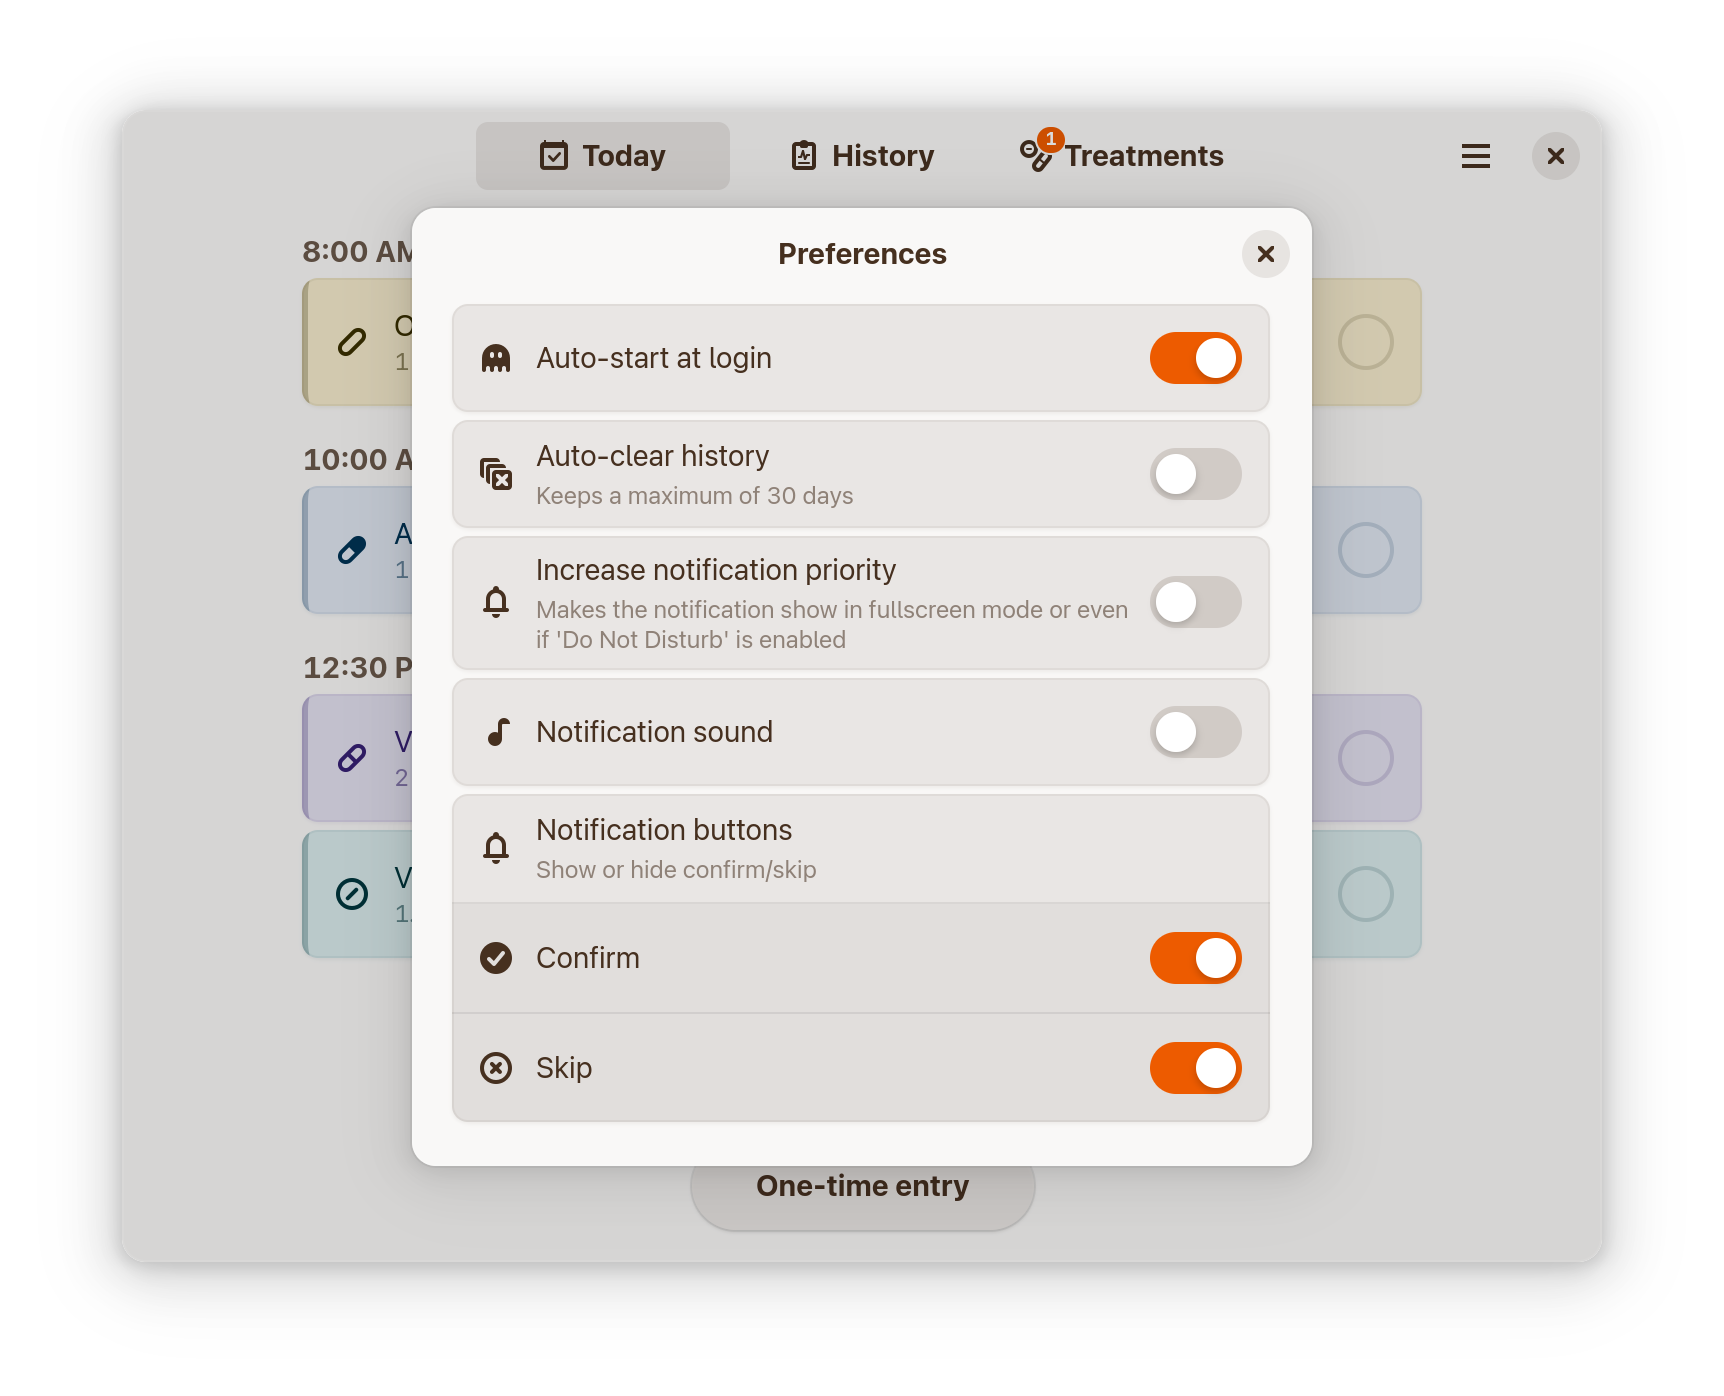 Today
History
1
Treatments
Preferences
8:00 AM
Auto-start at login
1
10:00 A
Auto-clear history
Keeps a maximum of 30 days
A
1
Increase notification priority
Makes the notification show in fullscreen mode or even
if 'Do Not Disturb' is enabled
12:30 P
Notification sound
V
2
Notification buttons
Show or hide confirm/skip
V
Confirm
Skip
One-time entry